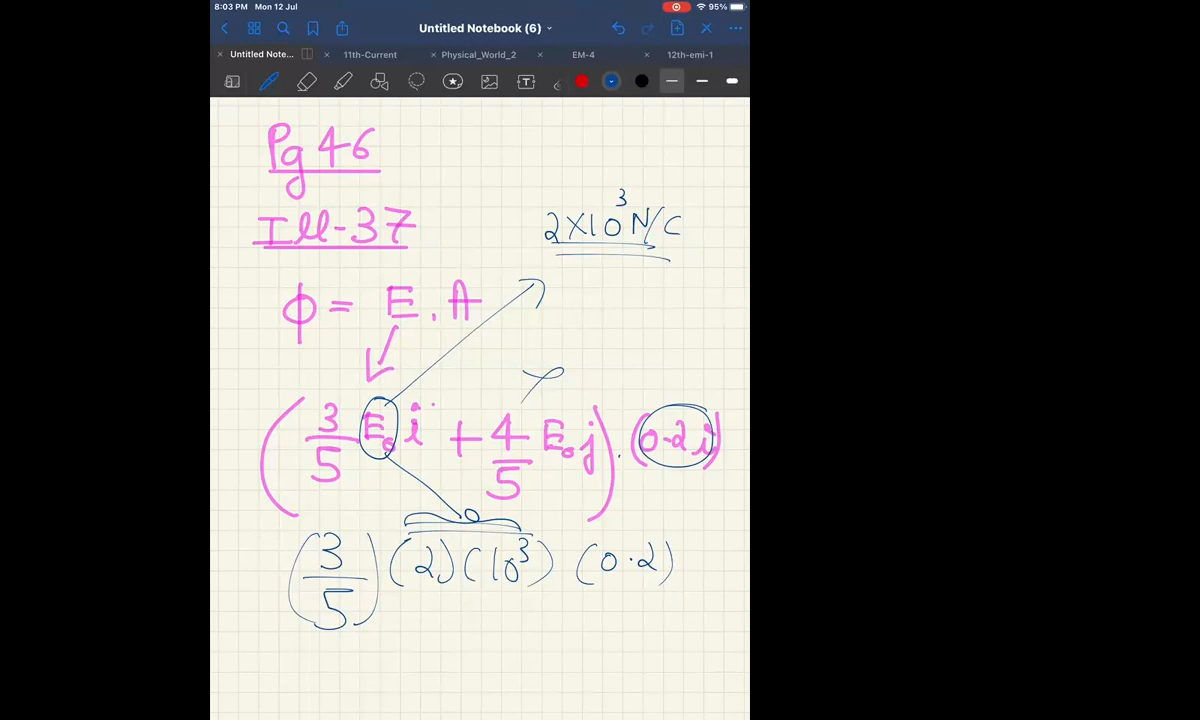 8:03 PM Mon 12 Jul 95%
Untitled Notebook (6)
Untitled Note... 11th-Current Physical_World_2 EM-4 12th-emi-1
Pg 46
Ill-37
2×10³ N/C
ϕ = E.A
(3/5 E₀ i + 4/5 E₀ j) . (0.2 i)
(3/5) (2) (10³) (0.2)